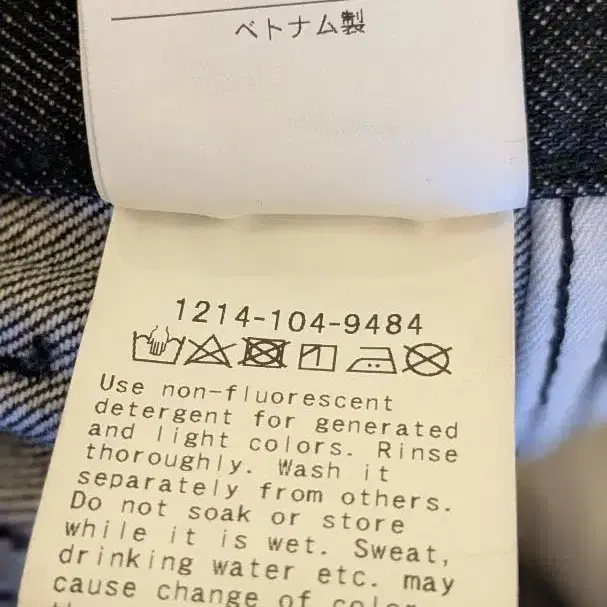 ベトナム製
1214-104-9484
Use non-fluorescent
detergent for generated
and light colors. Rinse
thoroughly. Wash it
separately from others.
Do not soak or store
while it is wet. Sweat,
drinking water etc. may
cause change of color